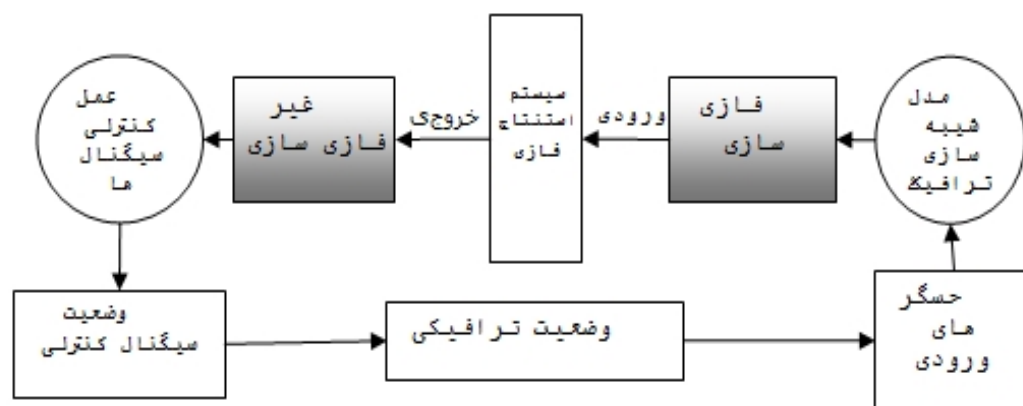 مدل
شیبه
سازی
ترافیک
فازی
سازی
ورودی
سیستم
استنتاج
فازی
خروجی
غیر
فازی سازی
عمل
کنترلی
سیگنال
ها
وضعیت
سیگنال کنترلی
وضعیت ترافیکی
حسگر
های
ورودی